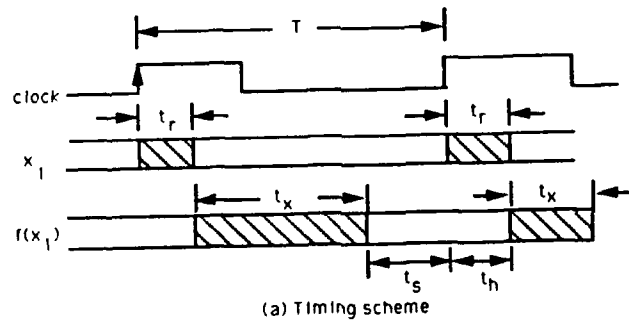 T
clock
t_r t_r
x_1
t_x t_x
f(x_1)
t_s t_h
(a) Timing scheme